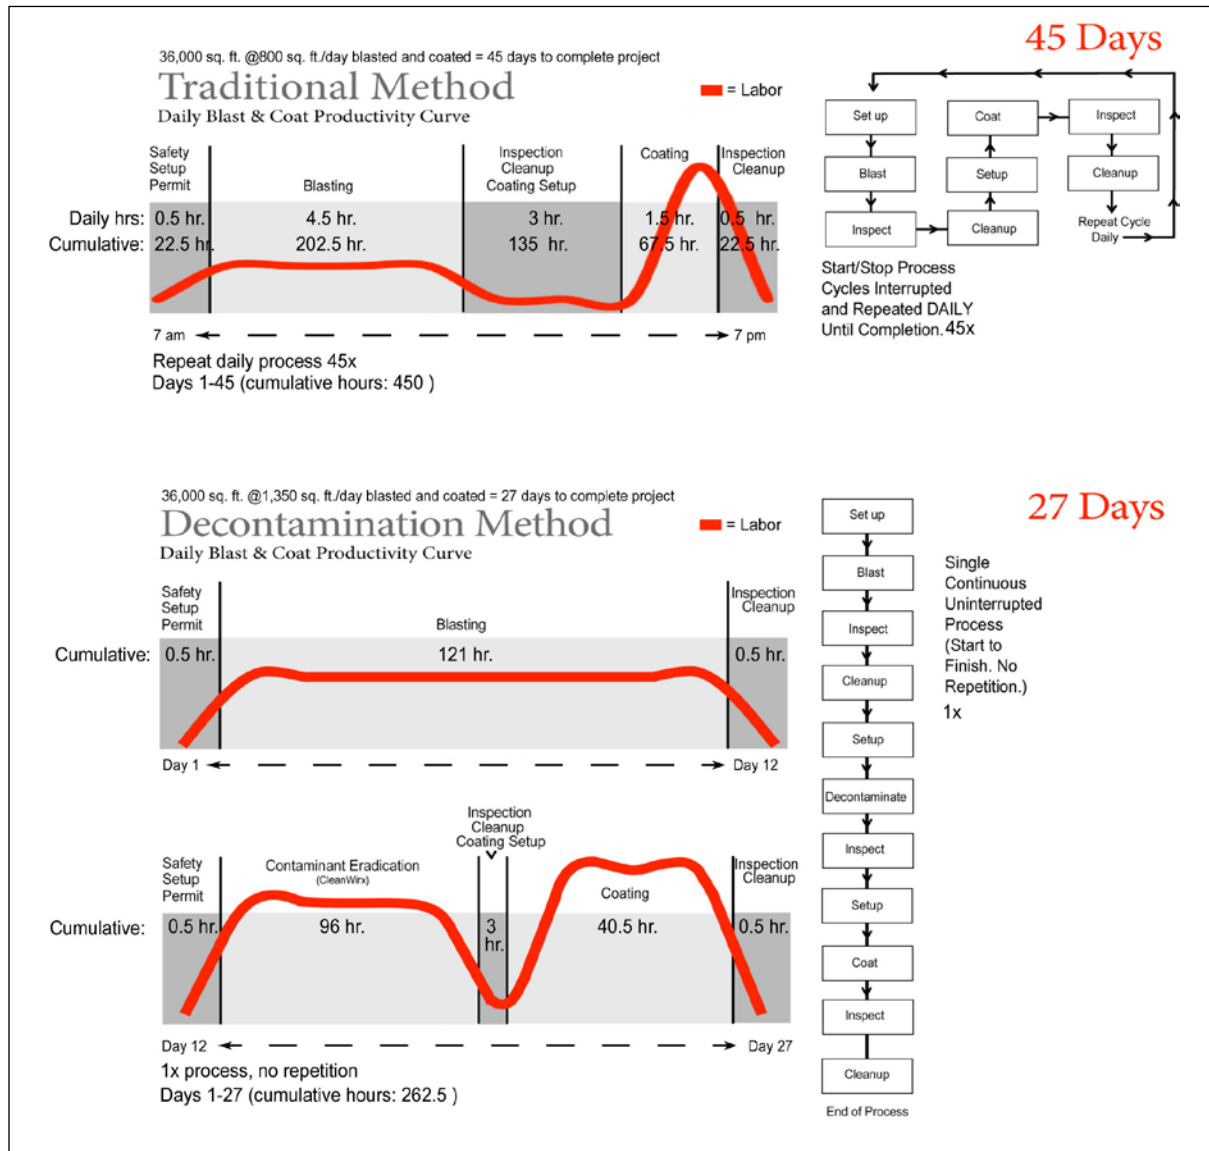 45 Days
36,000 sq. ft. @800 sq. ft./day blasted and coated = 45 days to complete project
Traditional Method
= Labor
Daily Blast & Coat Productivity Curve
Safety
Setup
Permit
Blasting
Inspection
Cleanup
Coating Setup
Coating
Inspection
Cleanup
Daily hrs: 0.5 hr. 4.5 hr. 3 hr. 1.5 hr. 0.5 hr.
Cumulative: 22.5 hr. 202.5 hr. 135 hr. 67.5 hr. 22.5 hr.
7 am 7 pm
Repeat daily process 45x
Days 1-45 (cumulative hours: 450 )
Set up
Blast
Inspect
Cleanup
Setup
Coat
Inspect
Cleanup
Repeat Cycle
Daily
Start/Stop Process
Cycles Interrupted
and Repeated DAILY
Until Completion. 45x
36,000 sq. ft. @1,350 sq. ft./day blasted and coated = 27 days to complete project
Decontamination Method
= Labor
Daily Blast & Coat Productivity Curve
27 Days
Safety
Setup
Permit
Blasting
Inspection
Cleanup
Cumulative: 0.5 hr. 121 hr. 0.5 hr.
Day 1 Day 12
Safety
Setup
Permit
Contaminant Eradication
(CleanWirx)
Inspection
Cleanup
Coating Setup
Coating
Inspection
Cleanup
Cumulative: 0.5 hr. 96 hr. 3 hr. 40.5 hr. 0.5 hr.
Day 12 Day 27
1x process, no repetition
Days 1-27 (cumulative hours: 262.5 )
Set up
Blast
Inspect
Cleanup
Setup
Decontaminate
Inspect
Setup
Coat
Inspect
Cleanup
End of Process
Single
Continuous
Uninterrupted
Process
(Start to
Finish. No
Repetition.)
1x